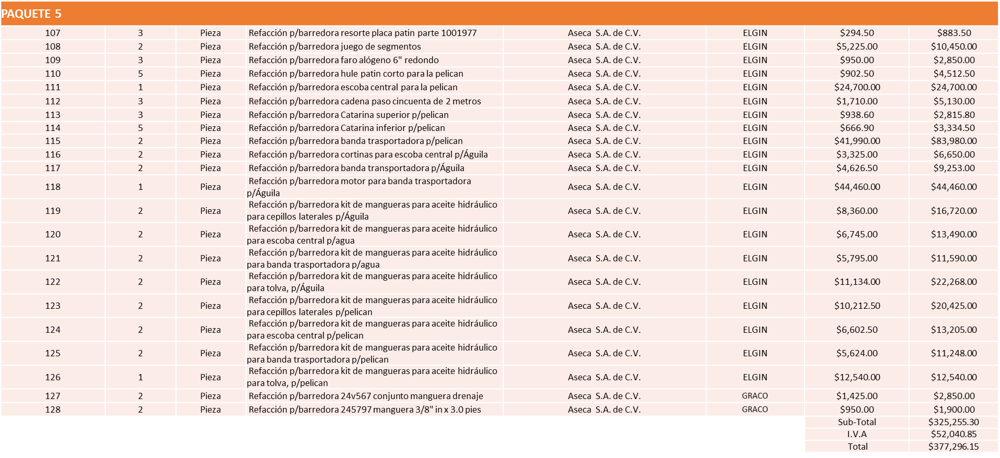 PAQUETE 5
107 3 Pieza Refacción p/barredora resorte placa patin parte 1001977 Aseca S.A. de C.V. ELGIN $294.50 $883.50
108 2 Pieza Refacción p/barredora juego de segmentos Aseca S.A. de C.V. ELGIN $5,225.00 $10,450.00
109 3 Pieza Refacción p/barredora faro alógeno 6" redondo Aseca S.A. de C.V. ELGIN $950.00 $2,850.00
110 5 Pieza Refacción p/barredora hule patin corto para la pelican Aseca S.A. de C.V. ELGIN $902.50 $4,512.50
111 1 Pieza Refacción p/barredora escoba central para la pelican Aseca S.A. de C.V. ELGIN $24,700.00 $24,700.00
112 3 Pieza Refacción p/barredora cadena paso cincuenta de 2 metros Aseca S.A. de C.V. ELGIN $1,710.00 $5,130.00
113 3 Pieza Refacción p/barredora Catarina superior p/pelican Aseca S.A. de C.V. ELGIN $938.60 $2,815.80
114 5 Pieza Refacción p/barredora Catarina inferior p/pelican Aseca S.A. de C.V. ELGIN $666.90 $3,334.50
115 2 Pieza Refacción p/barredora banda trasportadora p/pelican Aseca S.A. de C.V. ELGIN $41,990.00 $83,980.00
116 2 Pieza Refacción p/barredora cortinas para escoba central p/Águila Aseca S.A. de C.V. ELGIN $3,325.00 $6,650.00
117 2 Pieza Refacción p/barredora banda transportadora p/Águila Aseca S.A. de C.V. ELGIN $4,626.50 $9,253.00
118 1 Pieza Refacción p/barredora motor para banda trasportadora
p/Águila Aseca S.A. de C.V. ELGIN $44,460.00 $44,460.00
119 2 Pieza Refacción p/barredora kit de mangueras para aceite hidráulico
para cepillos laterales p/Águila Aseca S.A. de C.V. ELGIN $8,360.00 $16,720.00
120 2 Pieza Refacción p/barredora kit de mangueras para aceite hidráulico
para escoba central p/agua Aseca S.A. de C.V. ELGIN $6,745.00 $13,490.00
121 2 Pieza Refacción p/barredora kit de mangueras para aceite hidráulico
para banda trasportadora p/agua Aseca S.A. de C.V. ELGIN $5,795.00 $11,590.00
122 2 Pieza Refacción p/barredora kit de mangueras para aceite hidráulico
para tolva, p/Águila Aseca S.A. de C.V. ELGIN $11,134.00 $22,268.00
123 2 Pieza Refacción p/barredora kit de mangueras para aceite hidráulico
para cepillos laterales p/pelican Aseca S.A. de C.V. ELGIN $10,212.50 $20,425.00
124 2 Pieza Refacción p/barredora kit de mangueras para aceite hidráulico
para escoba central p/pelican Aseca S.A. de C.V. ELGIN $6,602.50 $13,205.00
125 2 Pieza Refacción p/barredora kit de mangueras para aceite hidráulico
para banda trasportadora p/pelican Aseca S.A. de C.V. ELGIN $5,624.00 $11,248.00
126 1 Pieza Refacción p/barredora kit de mangueras para aceite hidráulico
para tolva, p/pelican Aseca S.A. de C.V. ELGIN $12,540.00 $12,540.00
127 2 Pieza Refacción p/barredora 24v567 conjunto manguera drenaje Aseca S.A. de C.V. GRACO $1,425.00 $2,850.00
128 2 Pieza Refacción p/barredora 245797 manguera 3/8" in x 3.0 pies Aseca S.A. de C.V. GRACO $950.00 $1,900.00
Sub-Total $325,255.30
I.V.A $52,040.85
Total $377,296.15